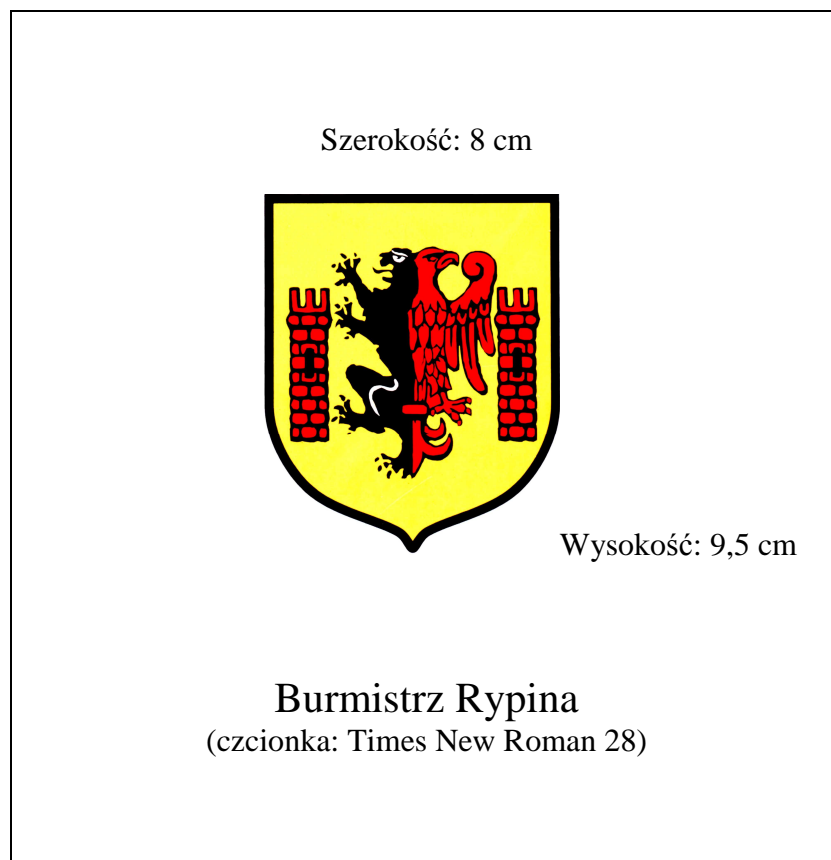 Szerokość: 8 cm
Wysokość: 9,5 cm
Burmistrz Rypina
(czcionka: Times New Roman 28)